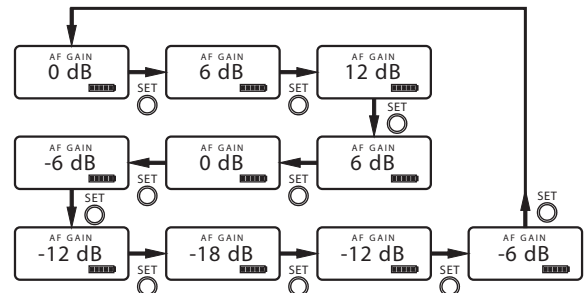 AF GAIN
0 dB
SET
AF GAIN
6 dB
SET
AF GAIN
12 dB
SET
AF GAIN
6 dB
SET
AF GAIN
0 dB
SET
AF GAIN
-6 dB
SET
AF GAIN
-12 dB
SET
AF GAIN
-18 dB
SET
AF GAIN
-12 dB
SET
AF GAIN
-6 dB
SET